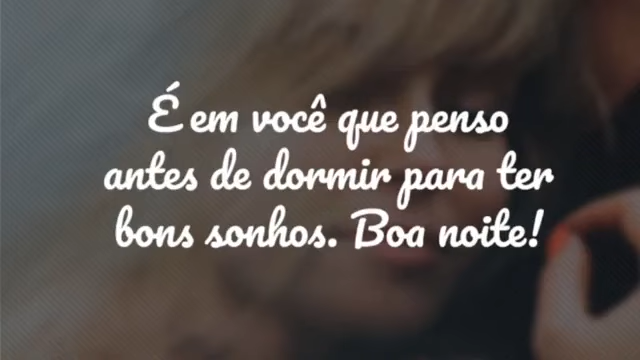 É em você que penso
antes de dormir para ter
bons sonhos. Boa noite!